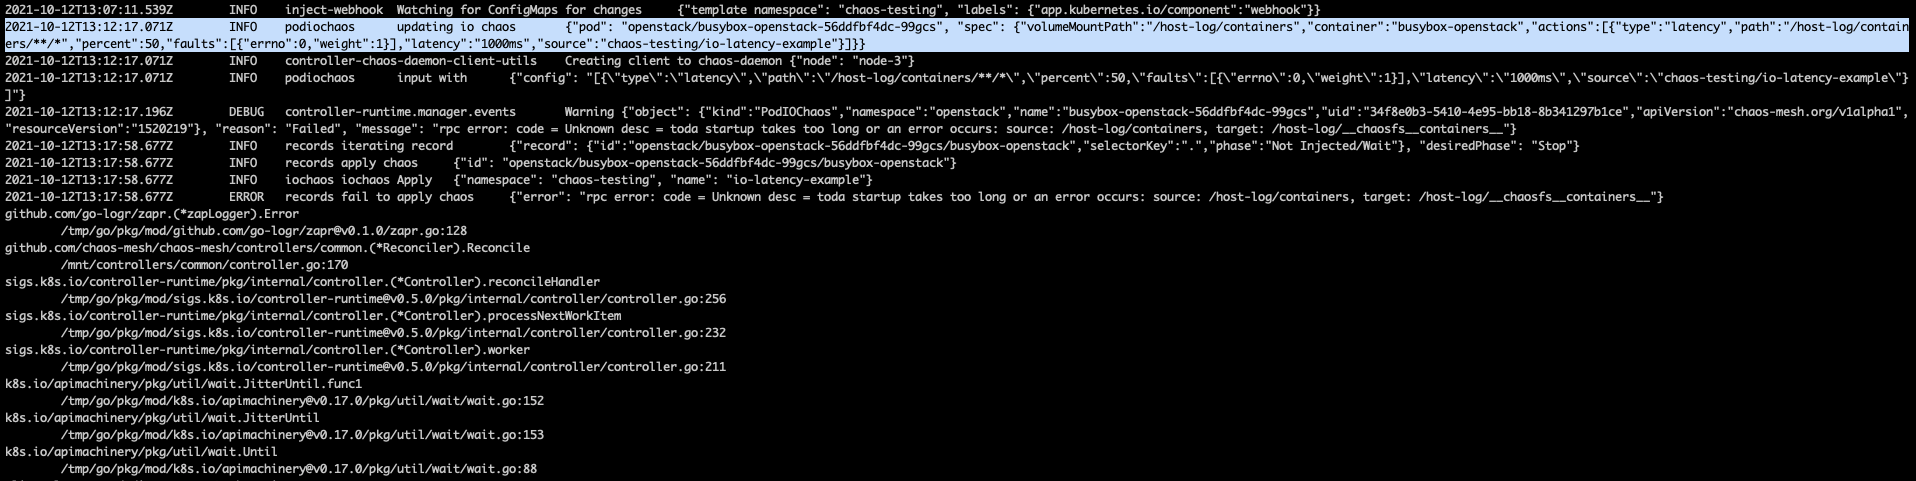 2021-10-12T13:07:11.539Z INFO inject-webhook Watching for ConfigMaps for changes {"template namespace": "chaos-testing", "labels": {"app.kubernetes.io/component":"webhook"}}
2021-10-12T13:12:17.071Z INFO podiochaos updating io chaos {"pod": "openstack/busybox-openstack-56ddfbf4dc-99gcs", "spec": {"volumeMountPath":"/host-log/containers","container":"busybox-openstack","actions":[{"type":"latency","path":"/host-log/contain
ers/**/*","percent":50,"faults":[{"errno":0,"weight":1}],"latency":"1000ms","source":"chaos-testing/io-latency-example"}]}}
2021-10-12T13:12:17.071Z INFO controller-chaos-daemon-client-utils Creating client to chaos-daemon {"node": "node-3"}
2021-10-12T13:12:17.071Z INFO podiochaos input with {"config": "[{\"type\":\"latency\",\"path\":\"/host-log/containers/**/*\",\"percent\":50,\"faults\":[{\"errno\":0,\"weight\":1}],\"latency\":\"1000ms\",\"source\":\"chaos-testing/io-latency-example\"}
]"}
2021-10-12T13:12:17.196Z DEBUG controller-runtime.manager.events Warning {"object": {"kind":"PodIOChaos","namespace":"openstack","name":"busybox-openstack-56ddfbf4dc-99gcs","uid":"34f8e0b3-5410-4e95-bb18-8b341297b1ce","apiVersion":"chaos-mesh.org/v1alpha1",
"resourceVersion":"1520219"}, "reason": "Failed", "message": "rpc error: code = Unknown desc = toda startup takes too long or an error occurs: source: /host-log/containers, target: /host-log/__chaosfs__containers__"}
2021-10-12T13:17:58.677Z INFO records iterating record {"record": {"id":"openstack/busybox-openstack-56ddfbf4dc-99gcs/busybox-openstack","selectorKey":".","phase":"Not Injected/Wait"}, "desiredPhase": "Stop"}
2021-10-12T13:17:58.677Z INFO records apply chaos {"id": "openstack/busybox-openstack-56ddfbf4dc-99gcs/busybox-openstack"}
2021-10-12T13:17:58.677Z INFO iochaos iochaos Apply {"namespace": "chaos-testing", "name": "io-latency-example"}
2021-10-12T13:17:58.677Z ERROR records fail to apply chaos {"error": "rpc error: code = Unknown desc = toda startup takes too long or an error occurs: source: /host-log/containers, target: /host-log/__chaosfs__containers__"}
github.com/go-logr/zapr.(*zapLogger).Error
/tmp/go/pkg/mod/github.com/go-logr/zapr@v0.1.0/zapr.go:128
github.com/chaos-mesh/chaos-mesh/controllers/common.(*Reconciler).Reconcile
/mnt/controllers/common/controller.go:170
sigs.k8s.io/controller-runtime/pkg/internal/controller.(*Controller).reconcileHandler
/tmp/go/pkg/mod/sigs.k8s.io/controller-runtime@v0.5.0/pkg/internal/controller/controller.go:256
sigs.k8s.io/controller-runtime/pkg/internal/controller.(*Controller).processNextWorkItem
/tmp/go/pkg/mod/sigs.k8s.io/controller-runtime@v0.5.0/pkg/internal/controller/controller.go:232
sigs.k8s.io/controller-runtime/pkg/internal/controller.(*Controller).worker
/tmp/go/pkg/mod/sigs.k8s.io/controller-runtime@v0.5.0/pkg/internal/controller/controller.go:211
k8s.io/apimachinery/pkg/util/wait.JitterUntil.func1
/tmp/go/pkg/mod/k8s.io/apimachinery@v0.17.0/pkg/util/wait/wait.go:152
k8s.io/apimachinery/pkg/util/wait.JitterUntil
/tmp/go/pkg/mod/k8s.io/apimachinery@v0.17.0/pkg/util/wait/wait.go:153
k8s.io/apimachinery/pkg/util/wait.Until
/tmp/go/pkg/mod/k8s.io/apimachinery@v0.17.0/pkg/util/wait/wait.go:88